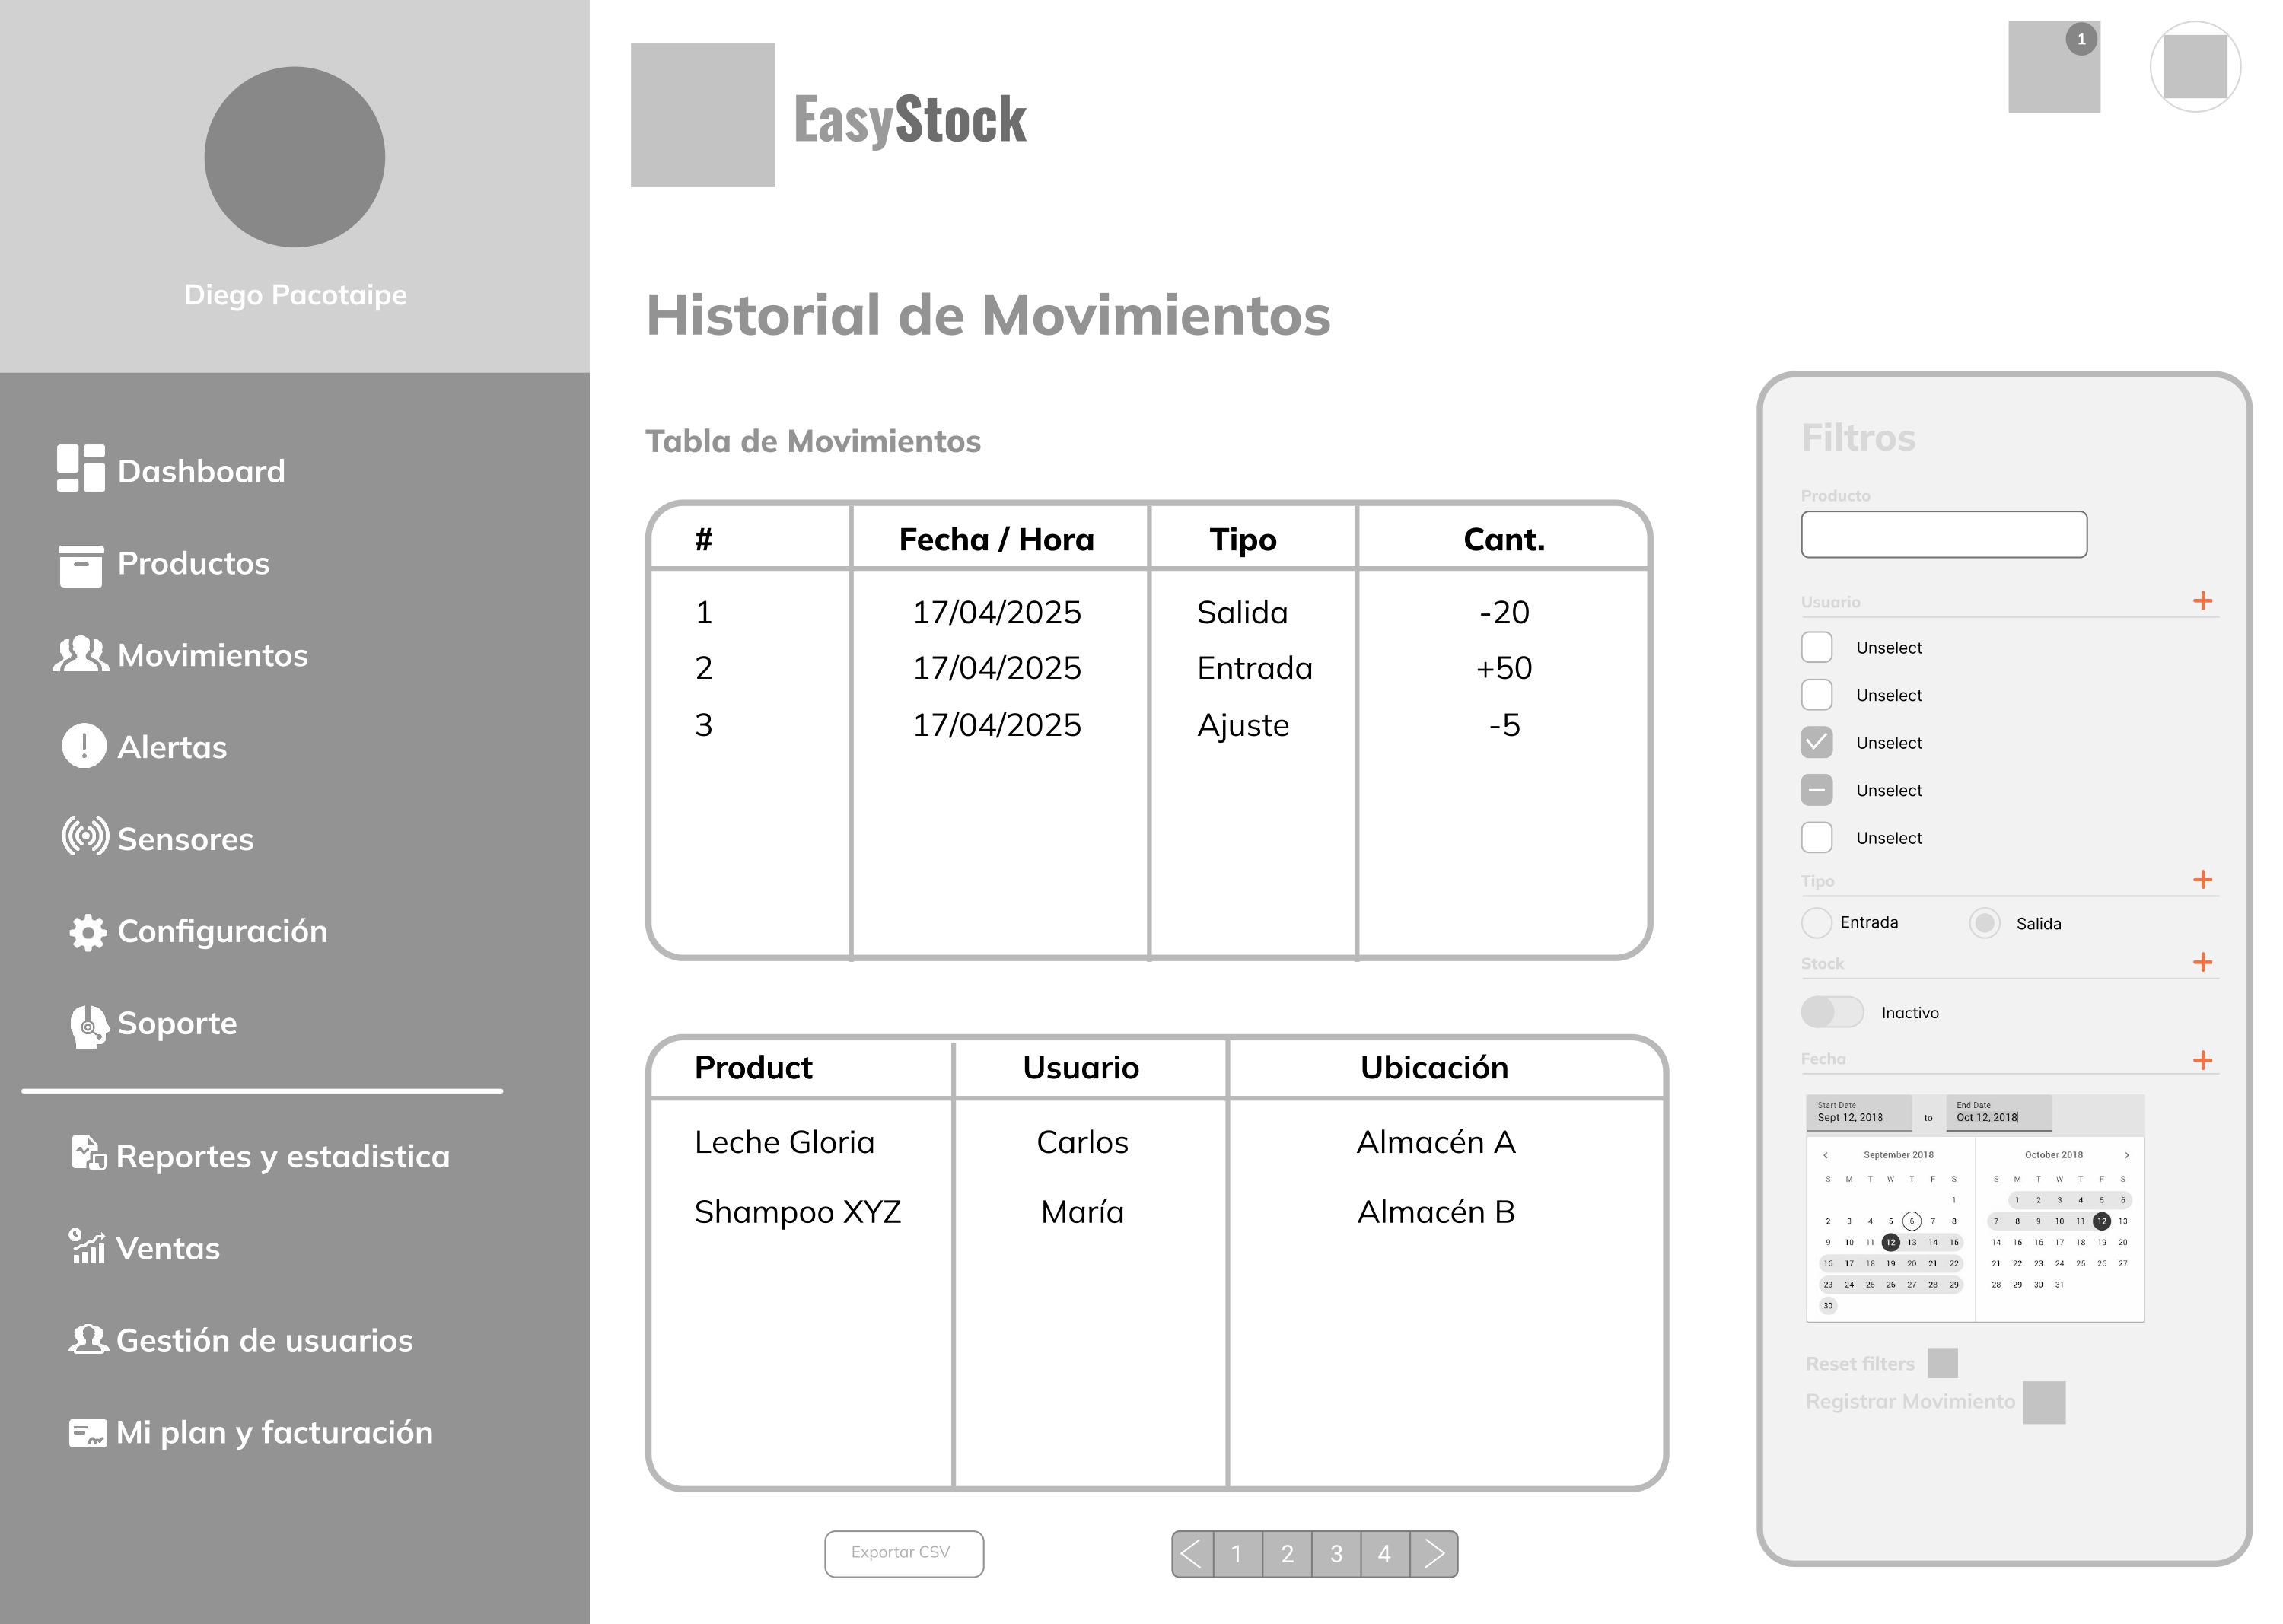 Diego Pacotaipe
Dashboard
Productos
Movimientos
Alertas
Sensores
Configuración
Soporte
Reportes y estadistica
Ventas
Gestión de usuarios
Mi plan y facturación
EasyStock
1
Historial de Movimientos
Tabla de Movimientos
# Fecha / Hora Tipo Cant.
1 17/04/2025 Salida -20
2 17/04/2025 Entrada +50
3 17/04/2025 Ajuste -5
Product Usuario Ubicación
Leche Gloria Carlos Almacén A
Shampoo XYZ María Almacén B
Exportar CSV
< 1 2 3 4 >
Filtros
Producto
Usuario +
Unselect
Unselect
Unselect
Unselect
Unselect
Tipo +
Entrada Salida
Stock +
Inactivo
Fecha +
Start Date
Sept 12, 2018
to
End Date
Oct 12, 2018
< September 2018
S M T W T F S
1
2 3 4 5 6 7 8
9 10 11 12 13 14 15
16 17 18 19 20 21 22
23 24 25 26 27 28 29
30
October 2018 >
S M T W T F S
1 2 3 4 5 6
7 8 9 10 11 12 13
14 15 16 17 18 19 20
21 22 23 24 25 26 27
28 29 30 31
Reset filters
Registrar Movimiento